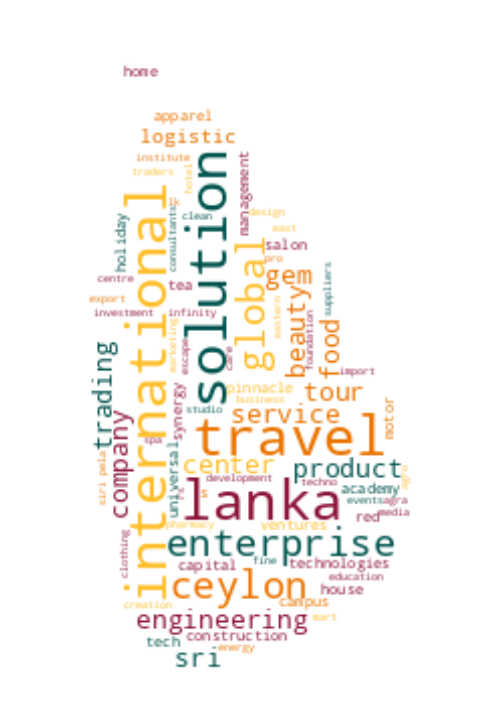 home
apparel
logistic
institute
traders
hotel
solution
management
international
lk
consultants
clean
design
holiday
east
global
salon
pro
centre
tea
gem
suppliers
export
investment
infinity
eastern
beauty
foundation
food
marketing
escape
care
import
trading
pinnacle
tour
business
synergy
studio
service
company
motor
travel
spa
universal
center
product
siri
pela
development
techno
agro
lanka
s
academy
events
agra
media
red
pharmacy
ventures
clothing
enterprise
capital
fine
technologies
education
ceylon
house
creation
campus
mart
engineering
construction
tech
energy
sri